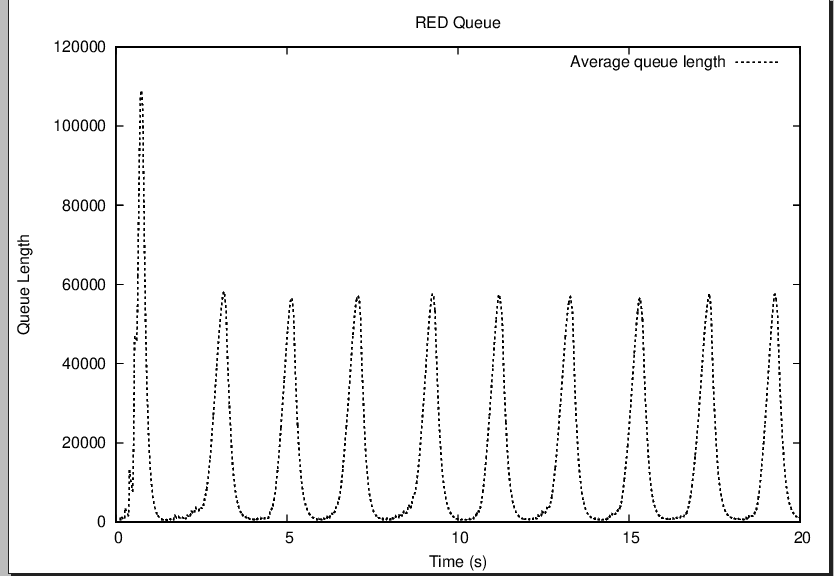 RED Queue
120000
Average queue length
100000
80000
60000
40000
20000
0
Queue Length
0 5 10 15 20
Time (s)